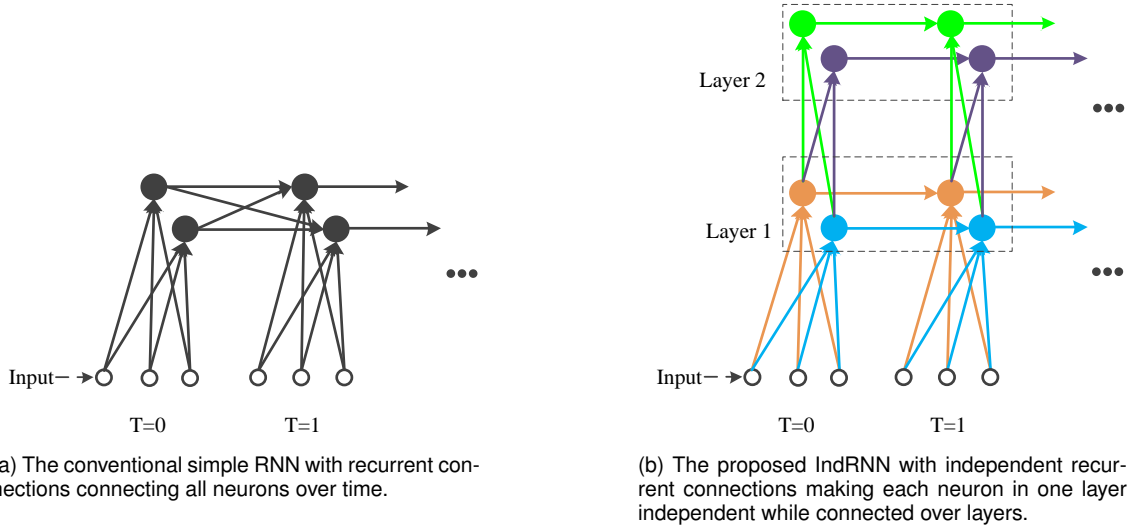 Input
T=0
T=1
a) The conventional simple RNN with recurrent con-
nections connecting all neurons over time.
Layer 2
Layer 1
Input
T=0
T=1
(b) The proposed IndRNN with independent recur-
rent connections making each neuron in one layer
independent while connected over layers.